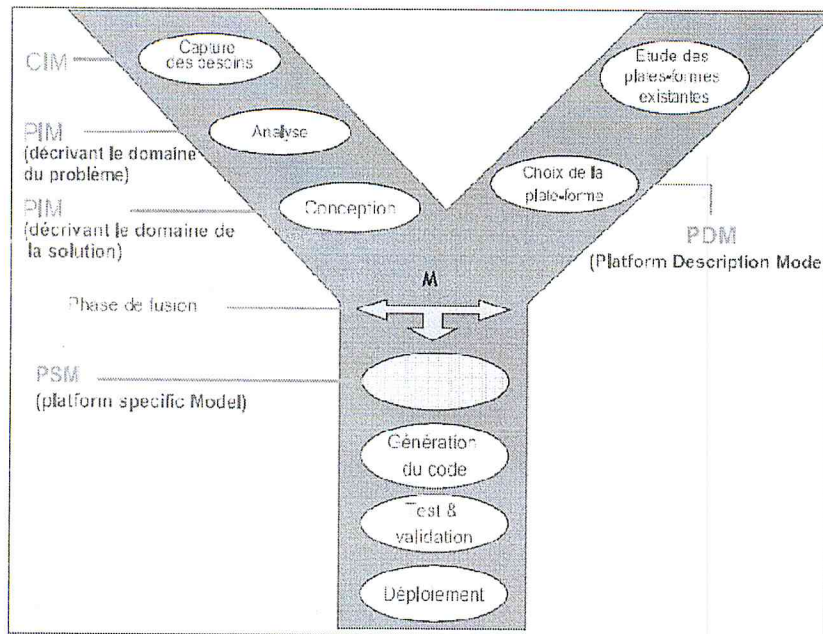 CIM
Capture
des besoins
Etude des
plates-formes
existantes
PIM
(décrivant le domaine
du problème)
Analyse
Choix de la
plate-forme
PIM
(décrivant le domaine de
la solution)
Conception
PDM
(Platform Description Mode
M
Phase de fusion
PSM
(platform specific Model)
Génération
du code
Test &
validation
Déploiement